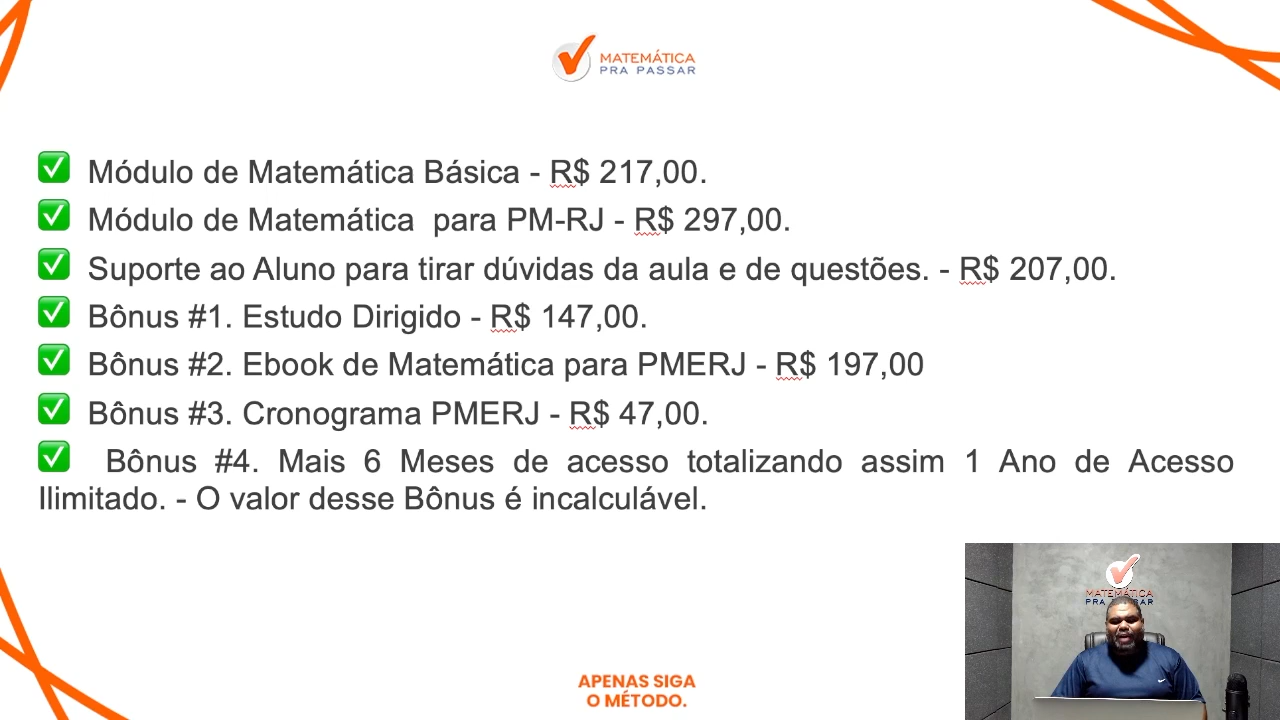 MATEMÁTICA
PRA PASSAR
✅ Módulo de Matemática Básica - R$ 217,00.
✅ Módulo de Matemática  para PM-RJ - R$ 297,00.
✅ Suporte ao Aluno para tirar dúvidas da aula e de questões. - R$ 207,00.
✅ Bônus #1. Estudo Dirigido - R$ 147,00.
✅ Bônus #2. Ebook de Matemática para PMERJ - R$ 197,00
✅ Bônus #3. Cronograma PMERJ - R$ 47,00.
✅ Bônus #4. Mais 6 Meses de acesso totalizando assim 1 Ano de Acesso
Ilimitado. - O valor desse Bônus é incalculável.
MATEMÁTICA
PRA PASSAR
APENAS SIGA
O MÉTODO.